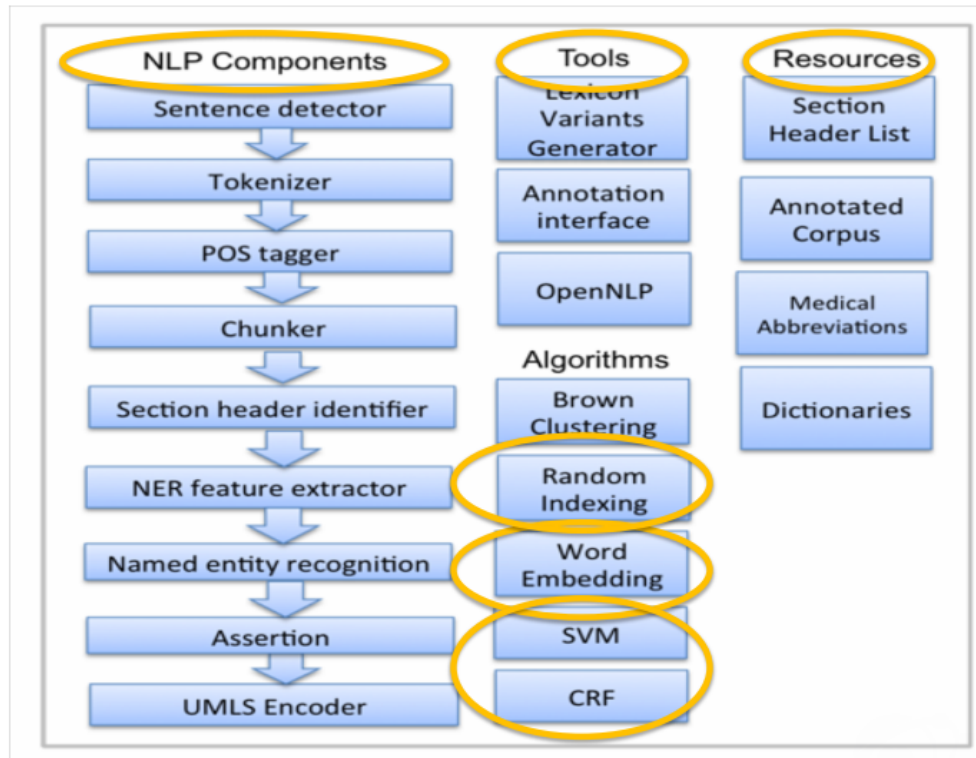 NLP Components
Sentence detector
Tokenizer
POS tagger
Chunker
Section header identifier
NER feature extractor
Named entity recognition
Assertion
UMLS Encoder
Tools
Lexicon
Variants
Generator
Annotation
interface
OpenNLP
Algorithms
Brown
Clustering
Random
Indexing
Word
Embedding
SVM
CRF
Resources
Section
Header List
Annotated
Corpus
Medical
Abbreviations
Dictionaries